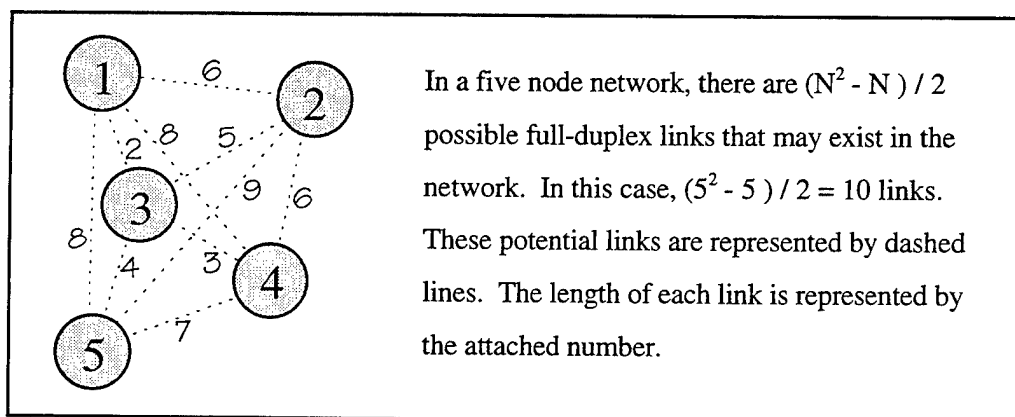 1
6
2
2
8
5
3
9
6
8
4
3
4
7
5
In a five node network, there are (N² - N ) / 2
possible full-duplex links that may exist in the
network. In this case, (5² - 5 ) / 2 = 10 links.
These potential links are represented by dashed
lines. The length of each link is represented by
the attached number.